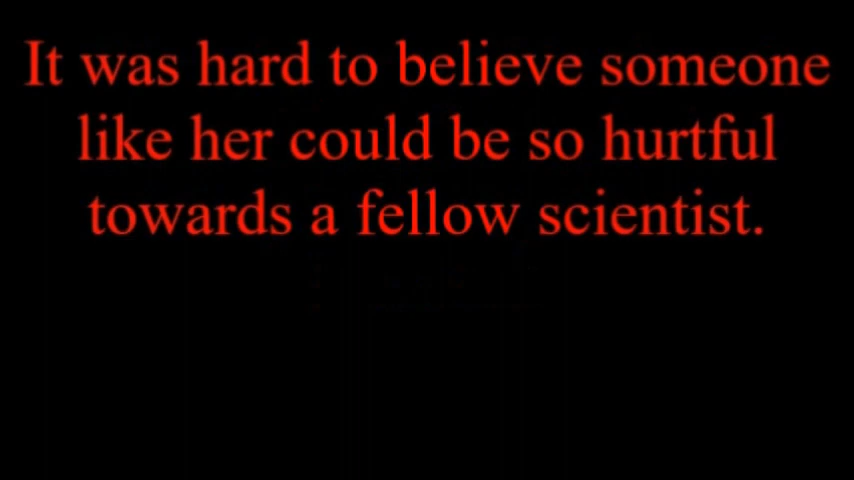 It was hard to believe someone
like her could be so hurtful
towards a fellow scientist.